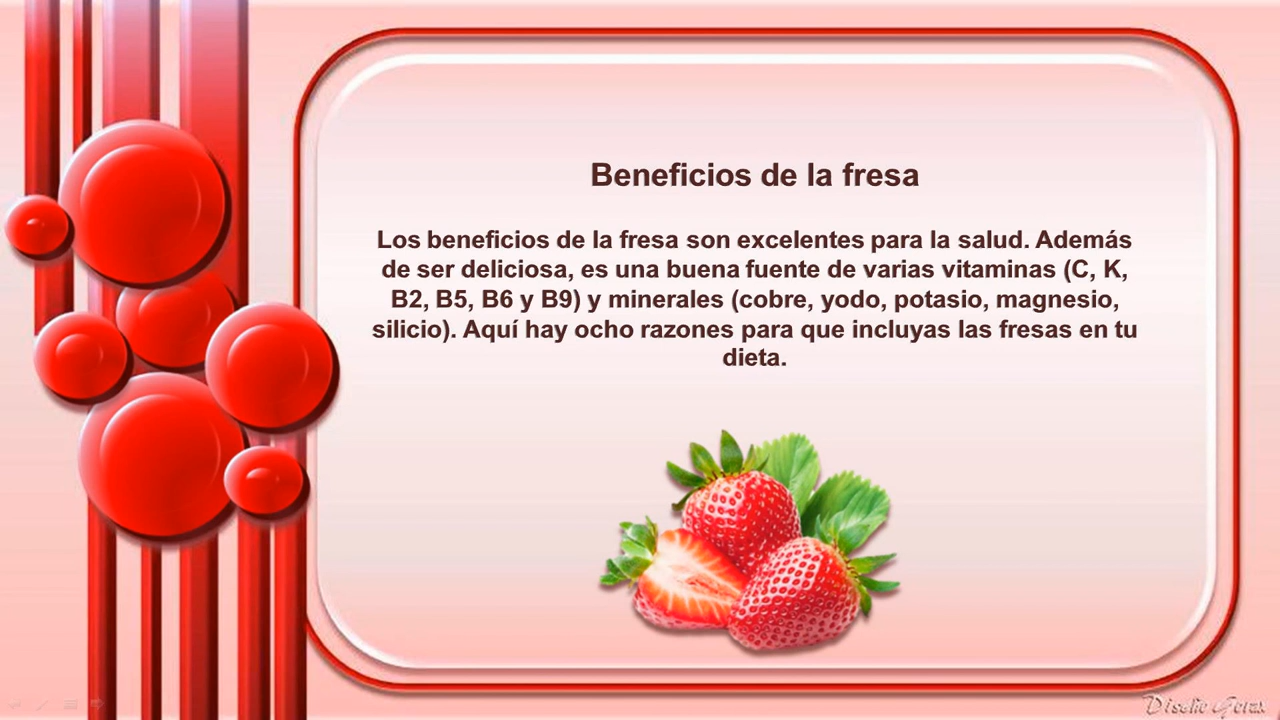 Beneficios de la fresa
Los beneficios de la fresa son excelentes para la salud. Además
de ser deliciosa, es una buena fuente de varias vitaminas (C, K,
B2, B5, B6 y B9) y minerales (cobre, yodo, potasio, magnesio,
silicio). Aquí hay ocho razones para que incluyas las fresas en tu
dieta.